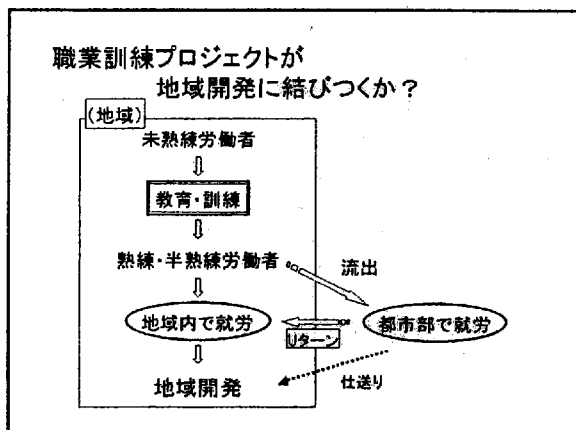 職業訓練プロジェクトが
地域開発に結びつくか？
(地域)
未熟練労働者
教育・訓練
熟練・半熟練労働者
流出
地域内で就労
Uターン
都市部で就労
地域開発
仕送り